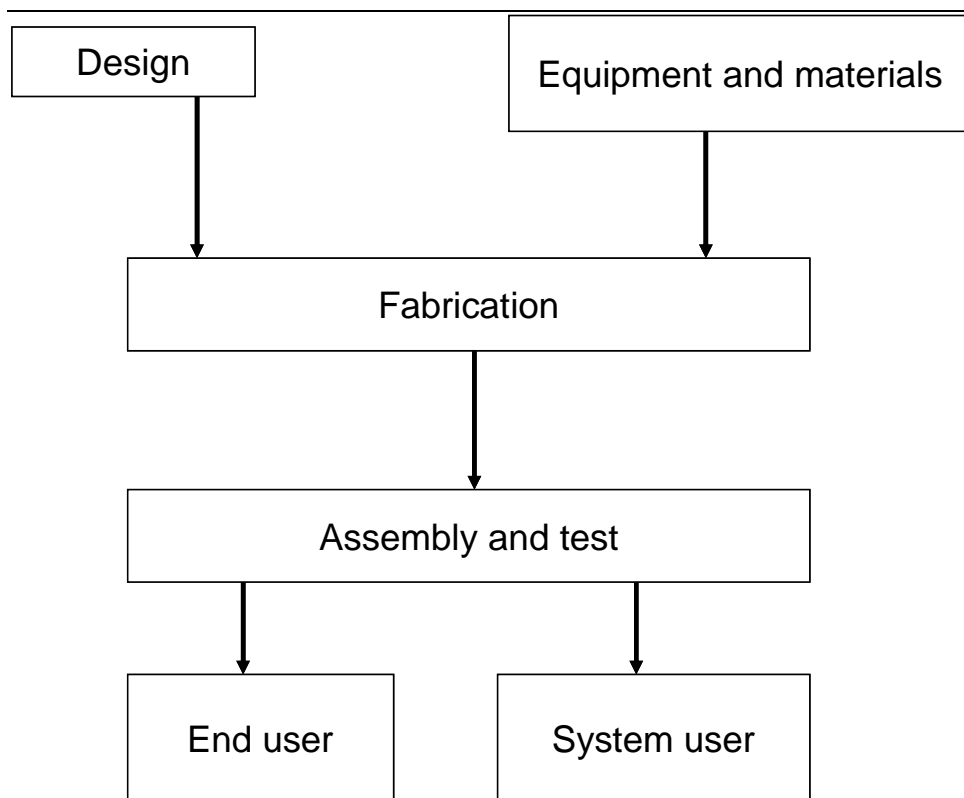 Design
Equipment and materials
Fabrication
Assembly and test
End user
System user